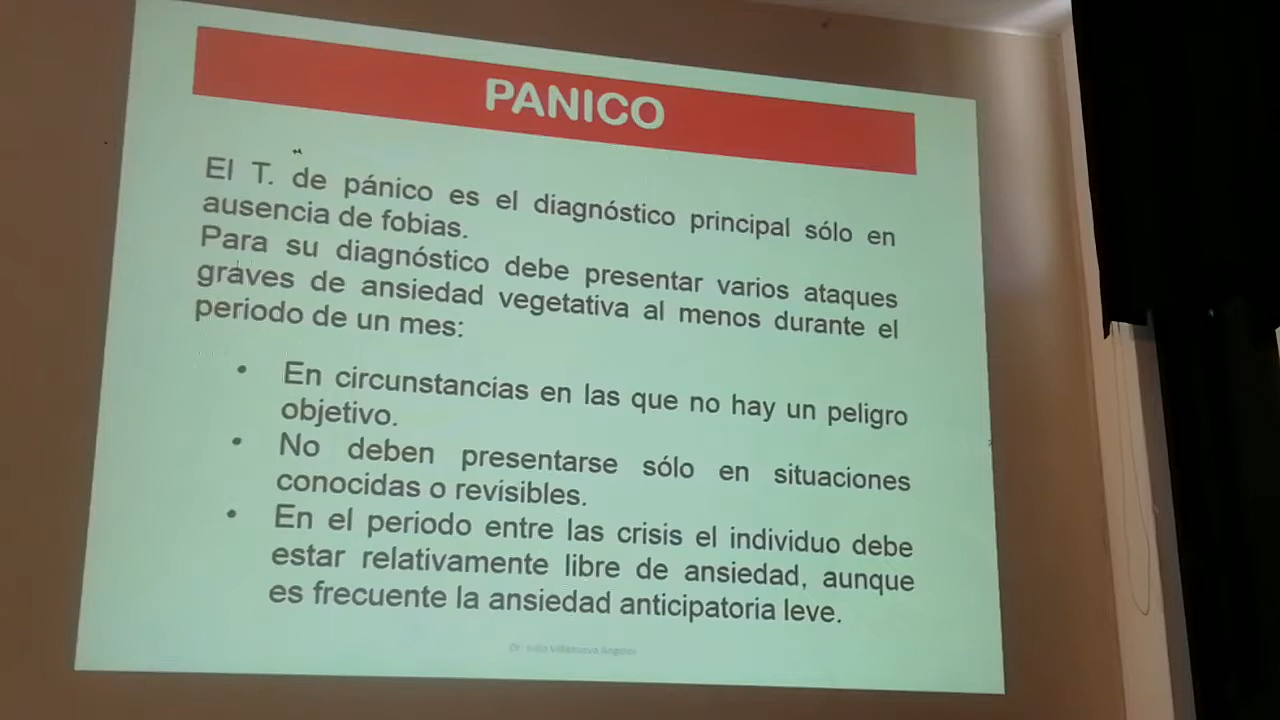 PANICO
El T. de pánico es el diagnóstico principal sólo en
ausencia de fobias.
Para su diagnóstico debe presentar varios ataques
graves de ansiedad vegetativa al menos durante el
periodo de un mes:
• En circunstancias en las que no hay un peligro
objetivo.
• No deben presentarse sólo en situaciones
conocidas o revisibles.
• En el periodo entre las crisis el individuo debe
estar relativamente libre de ansiedad, aunque
es frecuente la ansiedad anticipatoria leve.
Dr. Villanueva